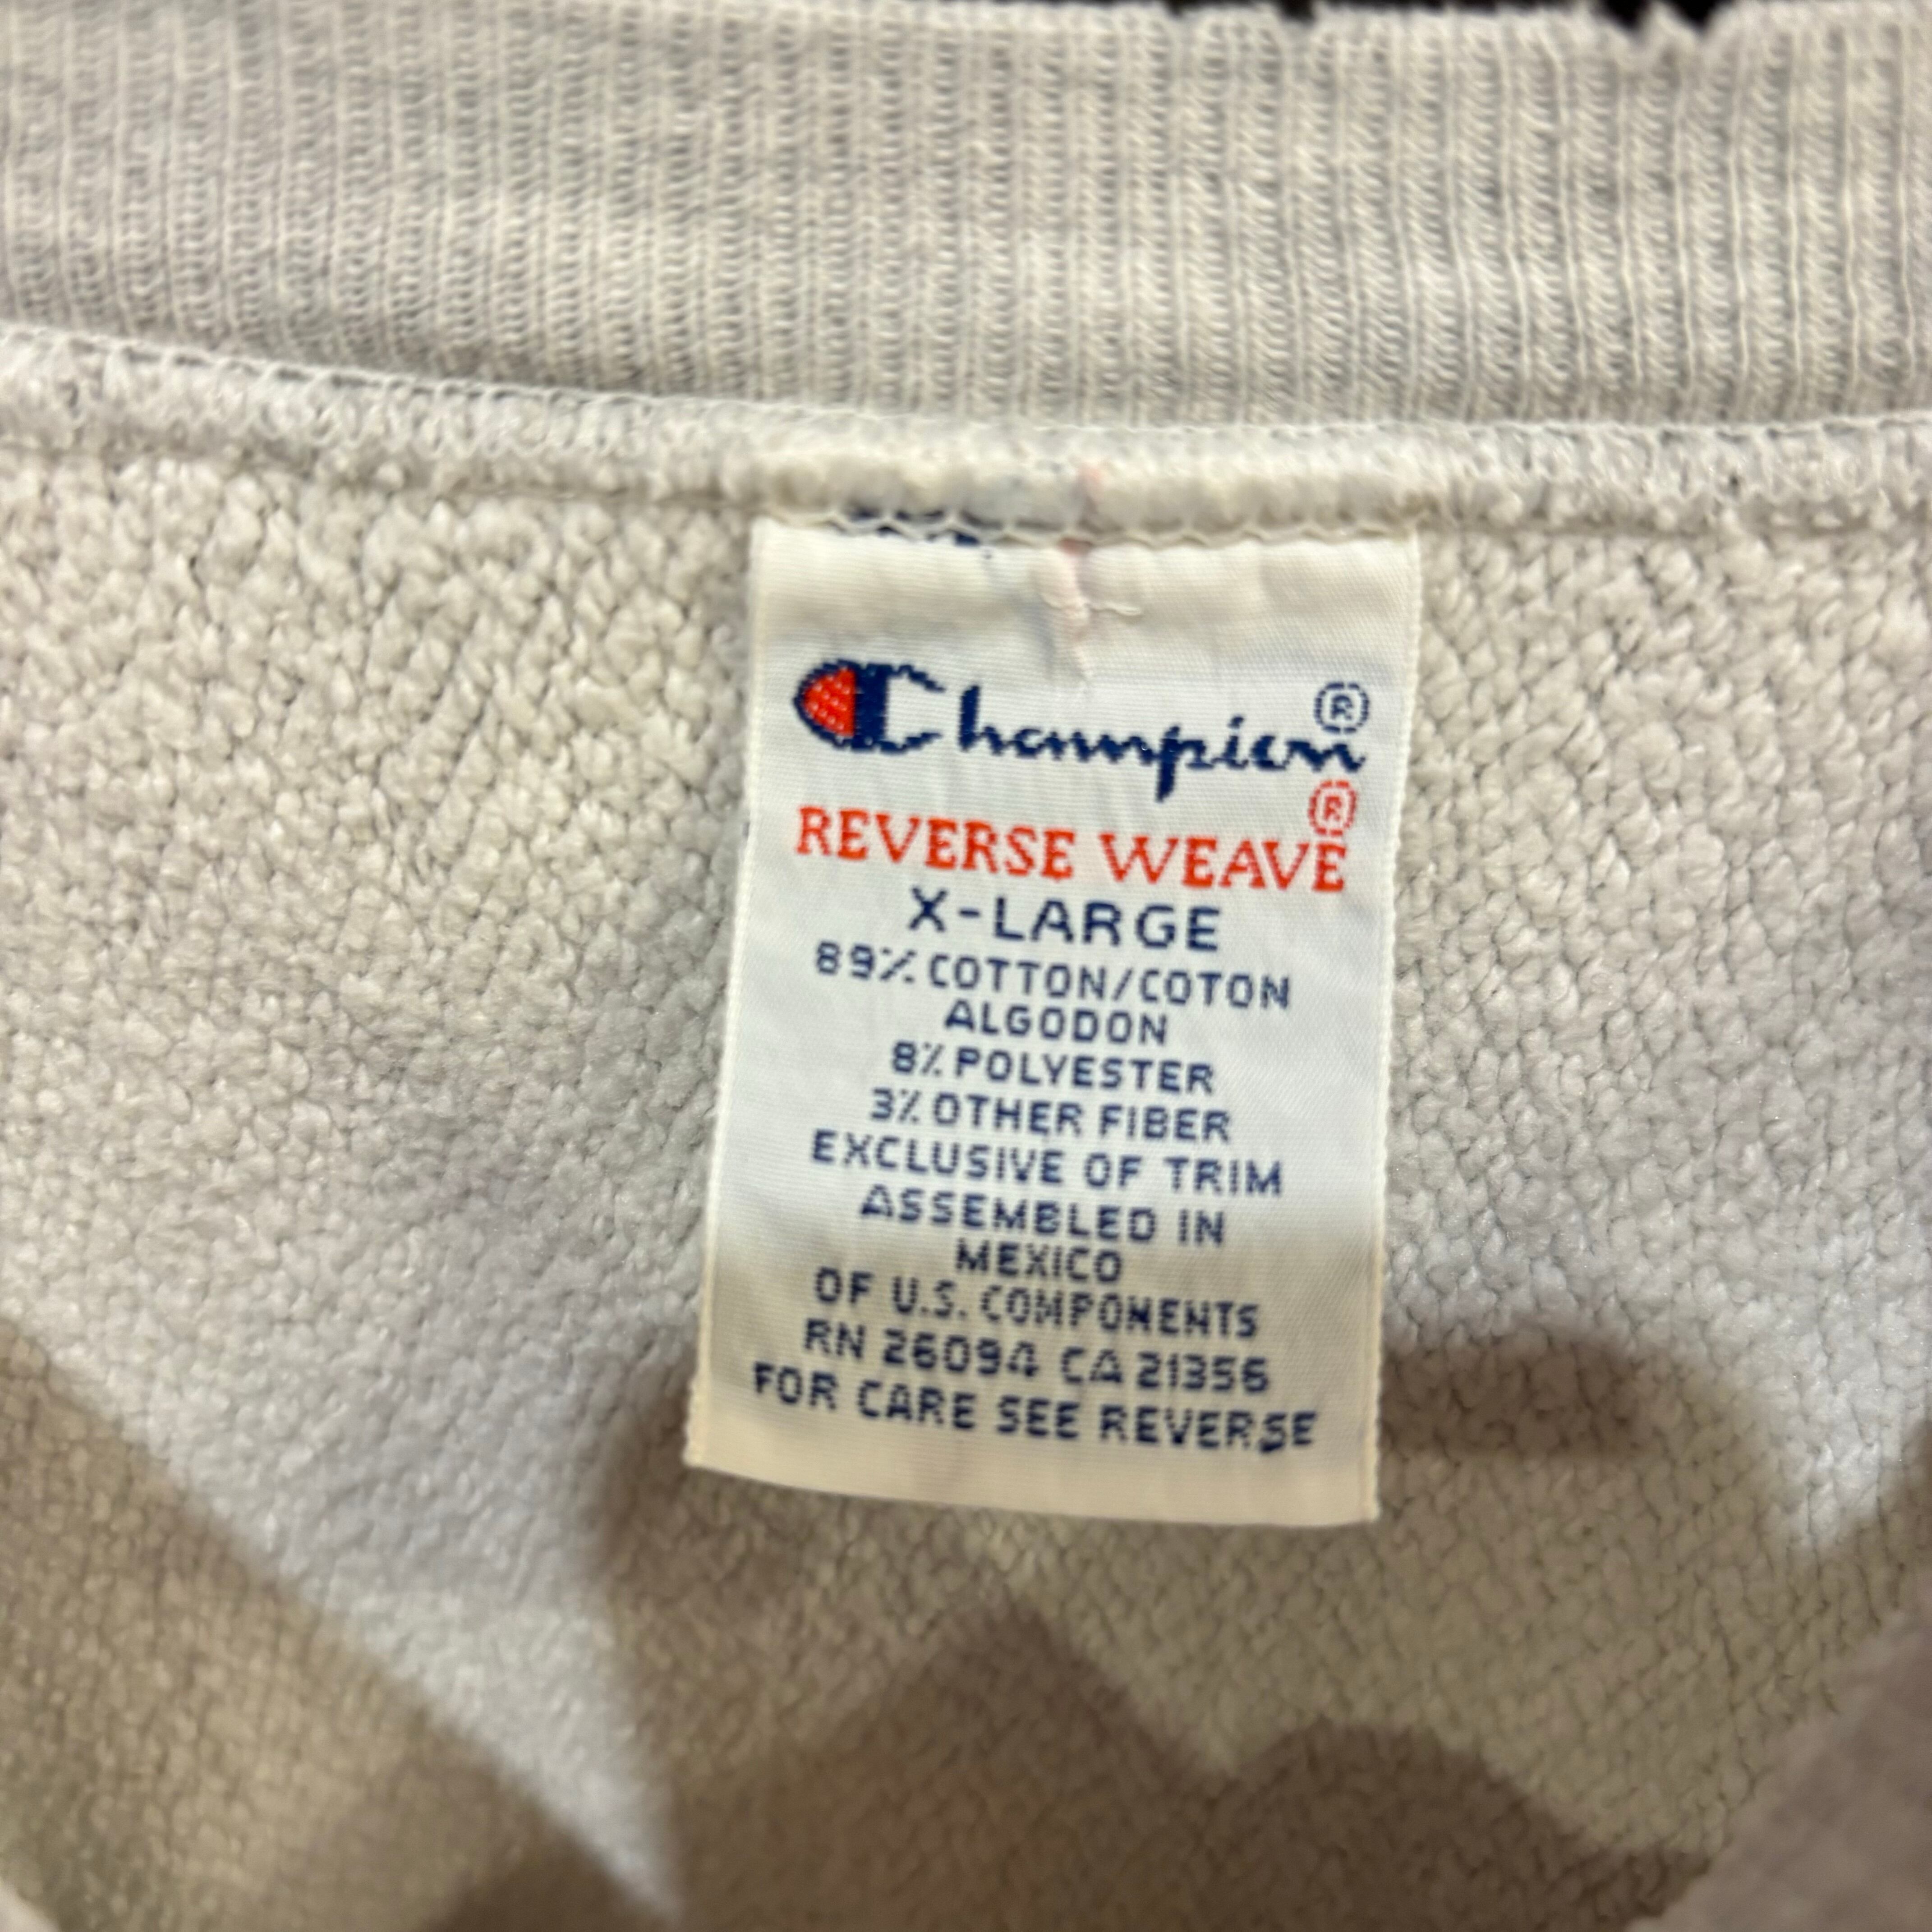 Champion®
REVERSE WEAVE®
X-LARGE
89% COTTON/COTON
ALGODON
8% POLYESTER
3% OTHER FIBER
EXCLUSIVE OF TRIM
ASSEMBLED IN
MEXICO
OF U.S. COMPONENTS
RN 26094 CA 21356
FOR CARE SEE REVERSE